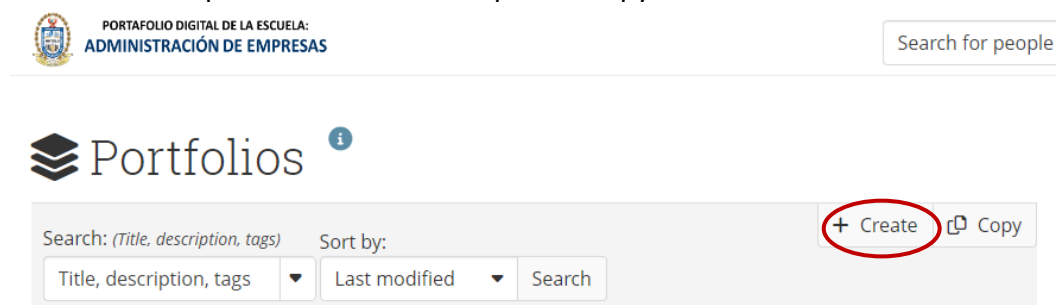 PORTAFOLIO DIGITAL DE LA ESCUELA:
ADMINISTRACIÓN DE EMPRESAS
Search for people
Portfolios
+ Create
Copy
Search: (Title, description, tags)
Sort by:
Title, description, tags
Last modified
Search